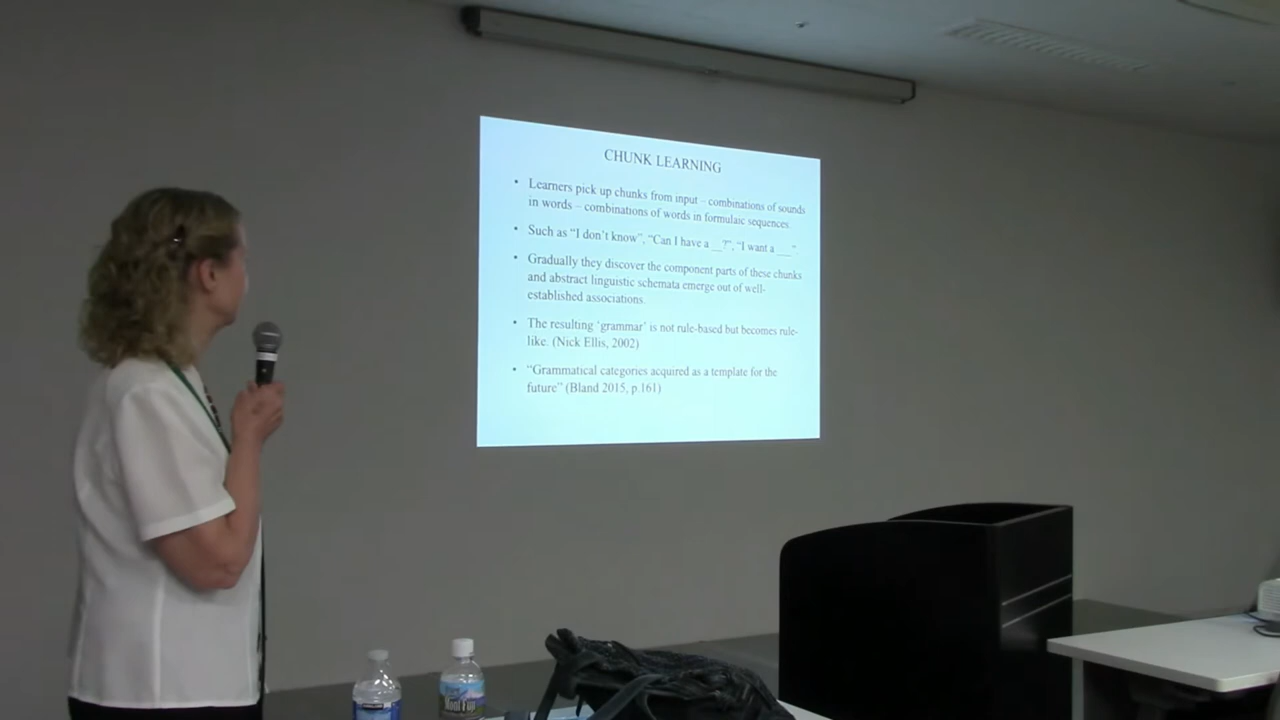 CHUNK LEARNING
• Learners pick up chunks from input – combinations of sounds
in words – combinations of words in formulaic sequences.
• Such as "I don't know", "Can I have a __?", "I want a ___".
• Gradually they discover the component parts of these chunks
and abstract linguistic schemata emerge out of well-
established associations.
• The resulting 'grammar' is not rule-based but becomes rule-
like. (Nick Ellis, 2002)
• "Grammatical categories acquired as a template for the
future" (Bland 2015, p.161)